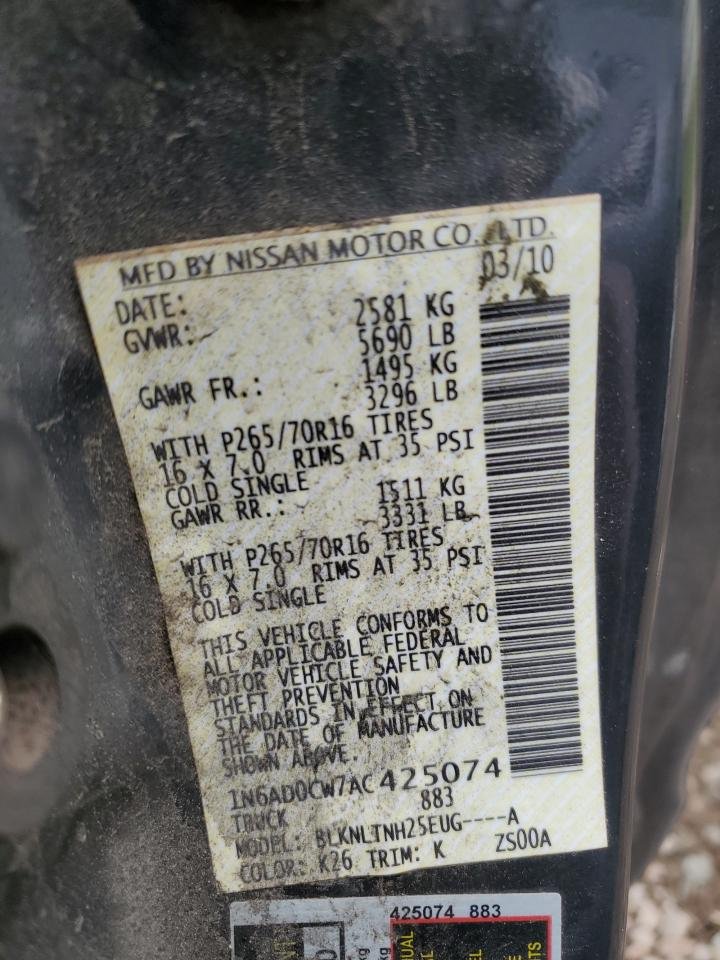 MFD BY NISSAN MOTOR CO., LTD.
DATE: 03/10
GVWR: 2581 KG
5690 LB
GAWR FR.: 1495 KG
3296 LB
WITH P265/70R16 TIRES
16 X 7.0 RIMS AT 35 PSI
COLD SINGLE
GAWR RR.: 1511 KG
3331 LB
WITH P265/70R16 TIRES
16 X 7.0 RIMS AT 35 PSI
COLD SINGLE
THIS VEHICLE CONFORMS TO
ALL APPLICABLE FEDERAL
MOTOR VEHICLE SAFETY AND
THEFT PREVENTION
STANDARDS IN EFFECT ON
THE DATE OF MANUFACTURE
SHOWN ABOVE.
1N6AD0CW7AC425074
TRUCK 883
MODEL: BLKNLTNH25EUG----A
COLOR: K26 TRIM: K ZS00A
425074 883